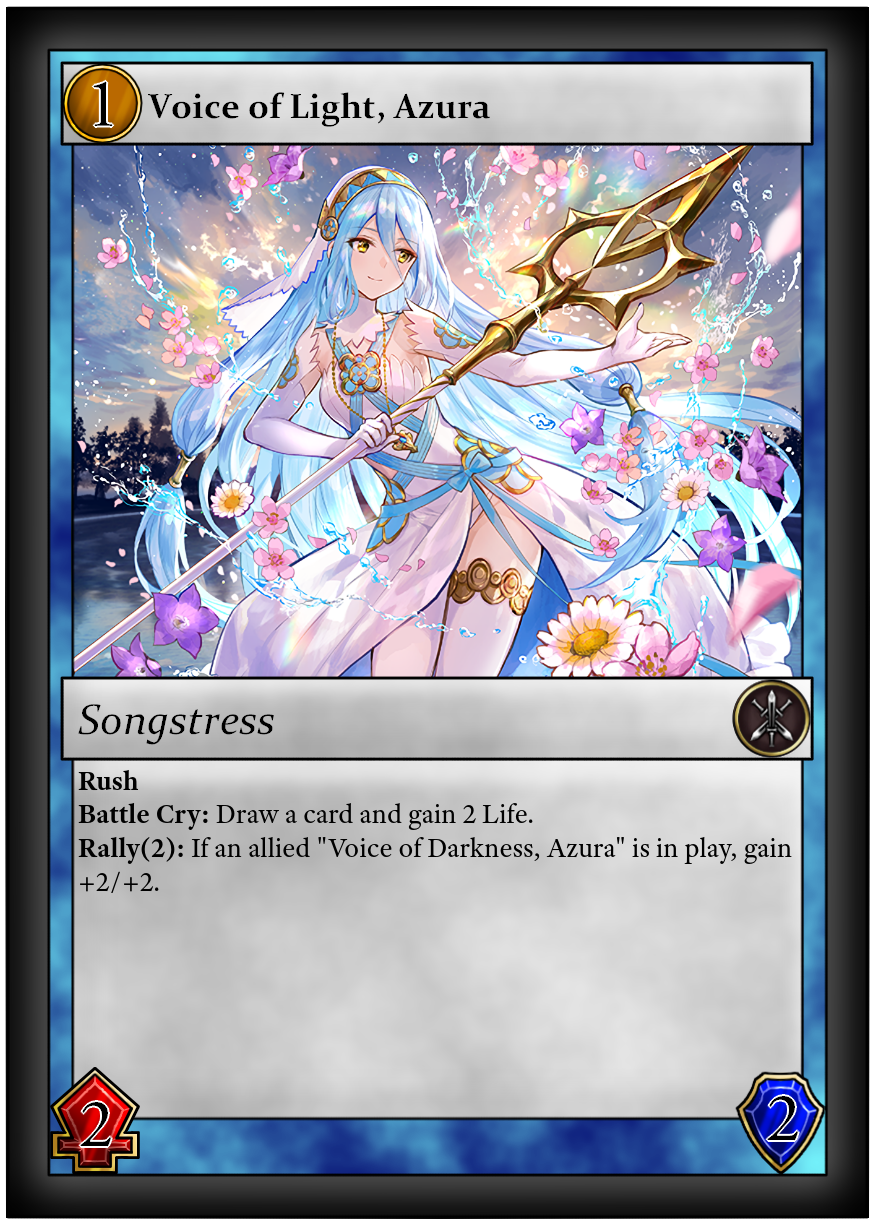 1
Voice of Light, Azura
Songstress
Rush
Battle Cry: Draw a card and gain 2 Life.
Rally(2): If an allied "Voice of Darkness, Azura" is in play, gain
+2/+2.
2
2